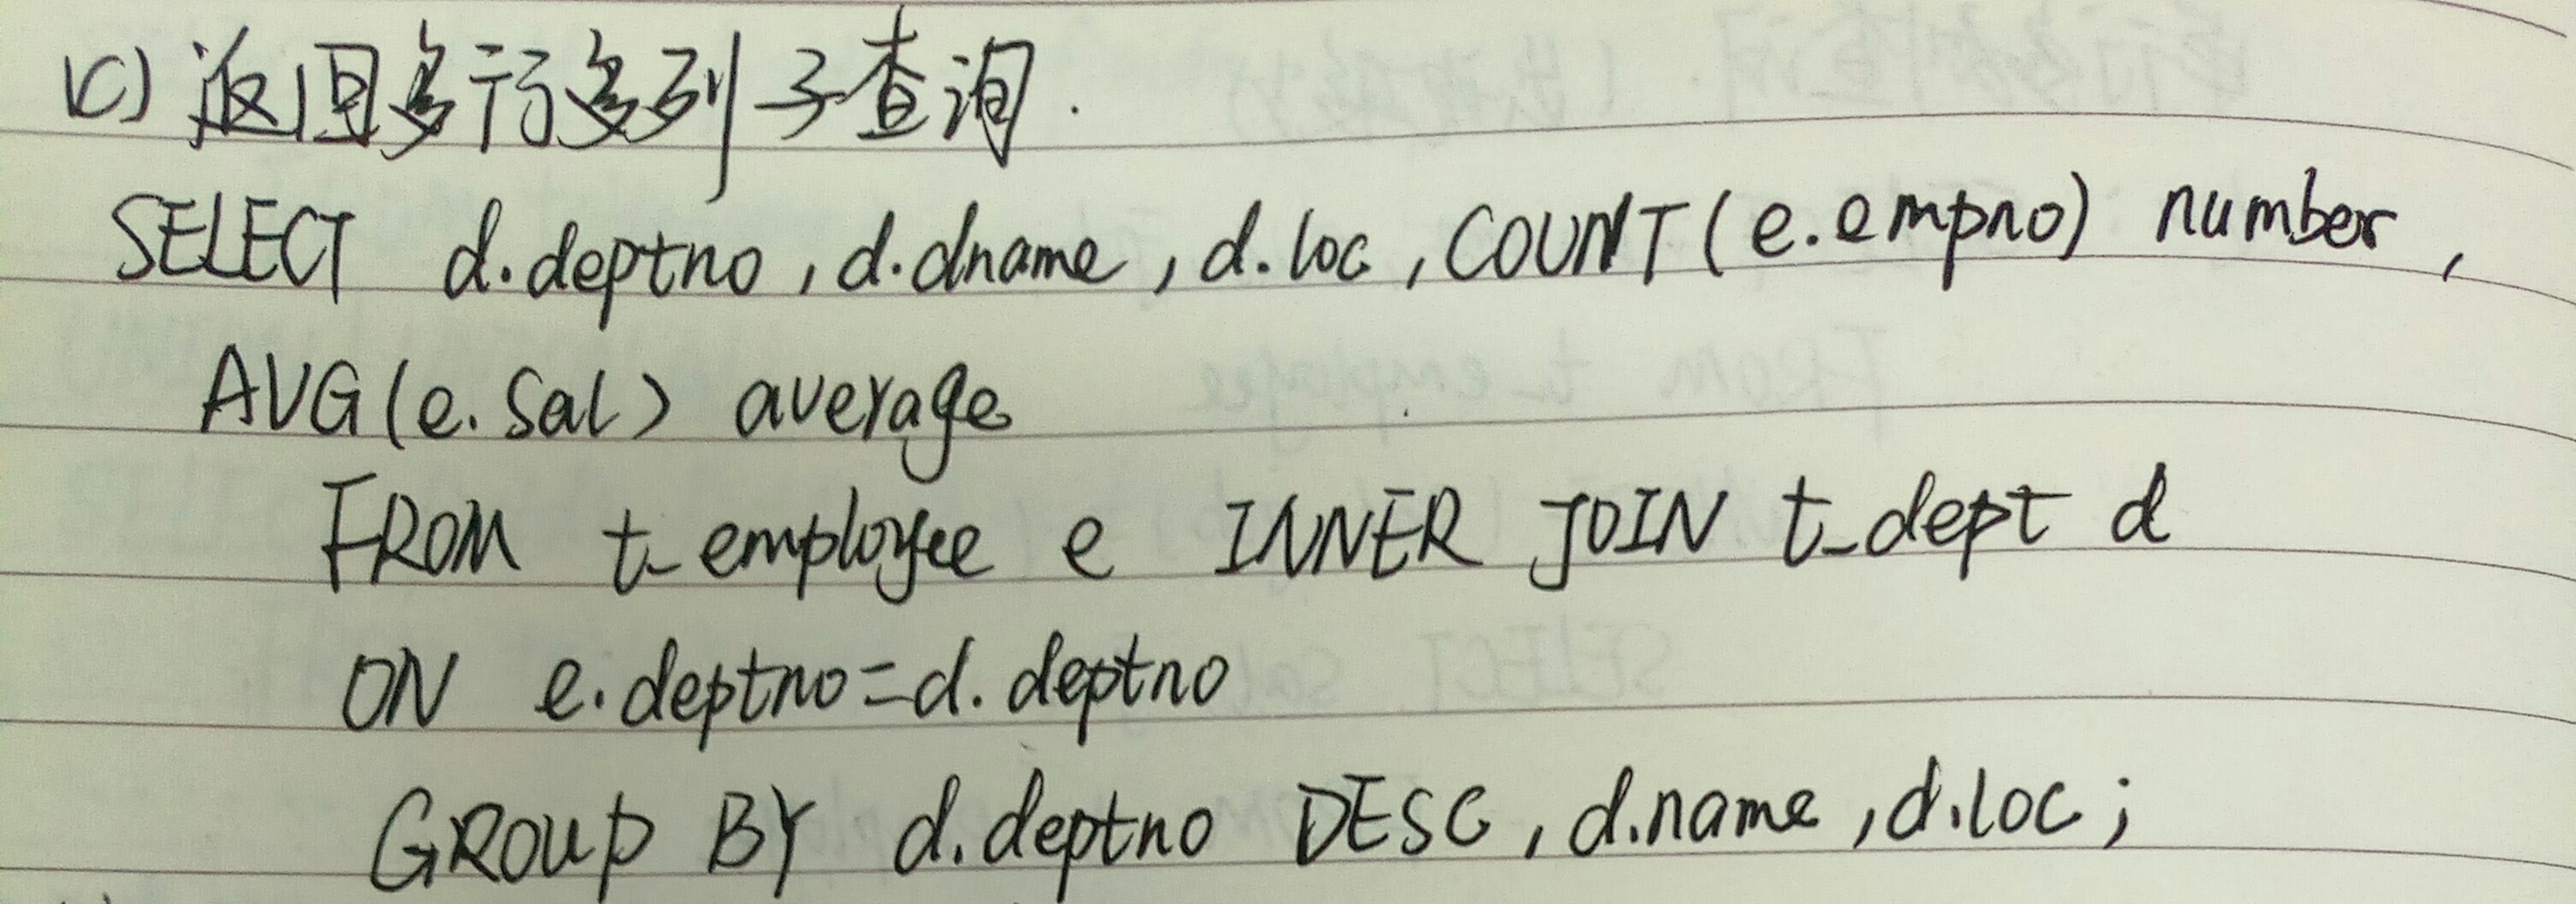 (C) 返回多行多列子查询.
SELECT d.deptno, d.dname, d.loc, COUNT(e.empno) number,
AVG(e.sal) average
FROM t_employee e INNER JOIN t_dept d
ON e.deptno=d.deptno
GROUP BY d.deptno DESC, d.name, d.loc;